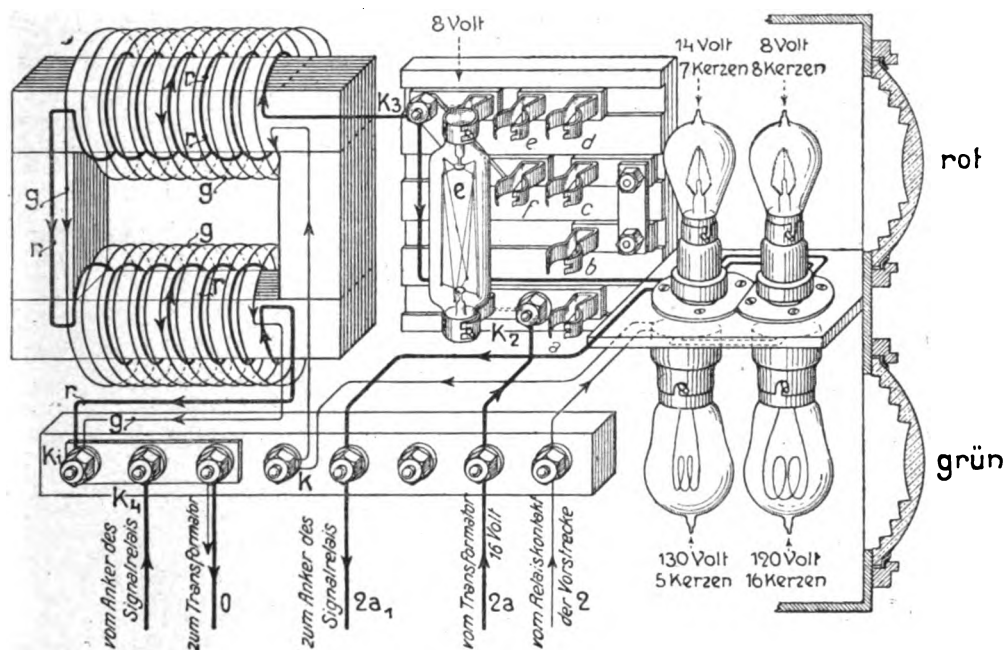 8 Volt
14 Volt
7 Kerzen
8 Volt
8 Kerzen
K3
r
r
e
d
rot
g
g
e
f
c
r
g
b
r
K2
a
r
g
Ki
K
grün
K4
vom Anker des
Signalrelais
zum Transformator
0
zum Anker des
Signalrelais
2a1
vom Transformator
16 Volt
2a
vom Relaiskontakt
der Vorstrecke
2
130 Volt
5 Kerzen
120 Volt
16 Kerzen